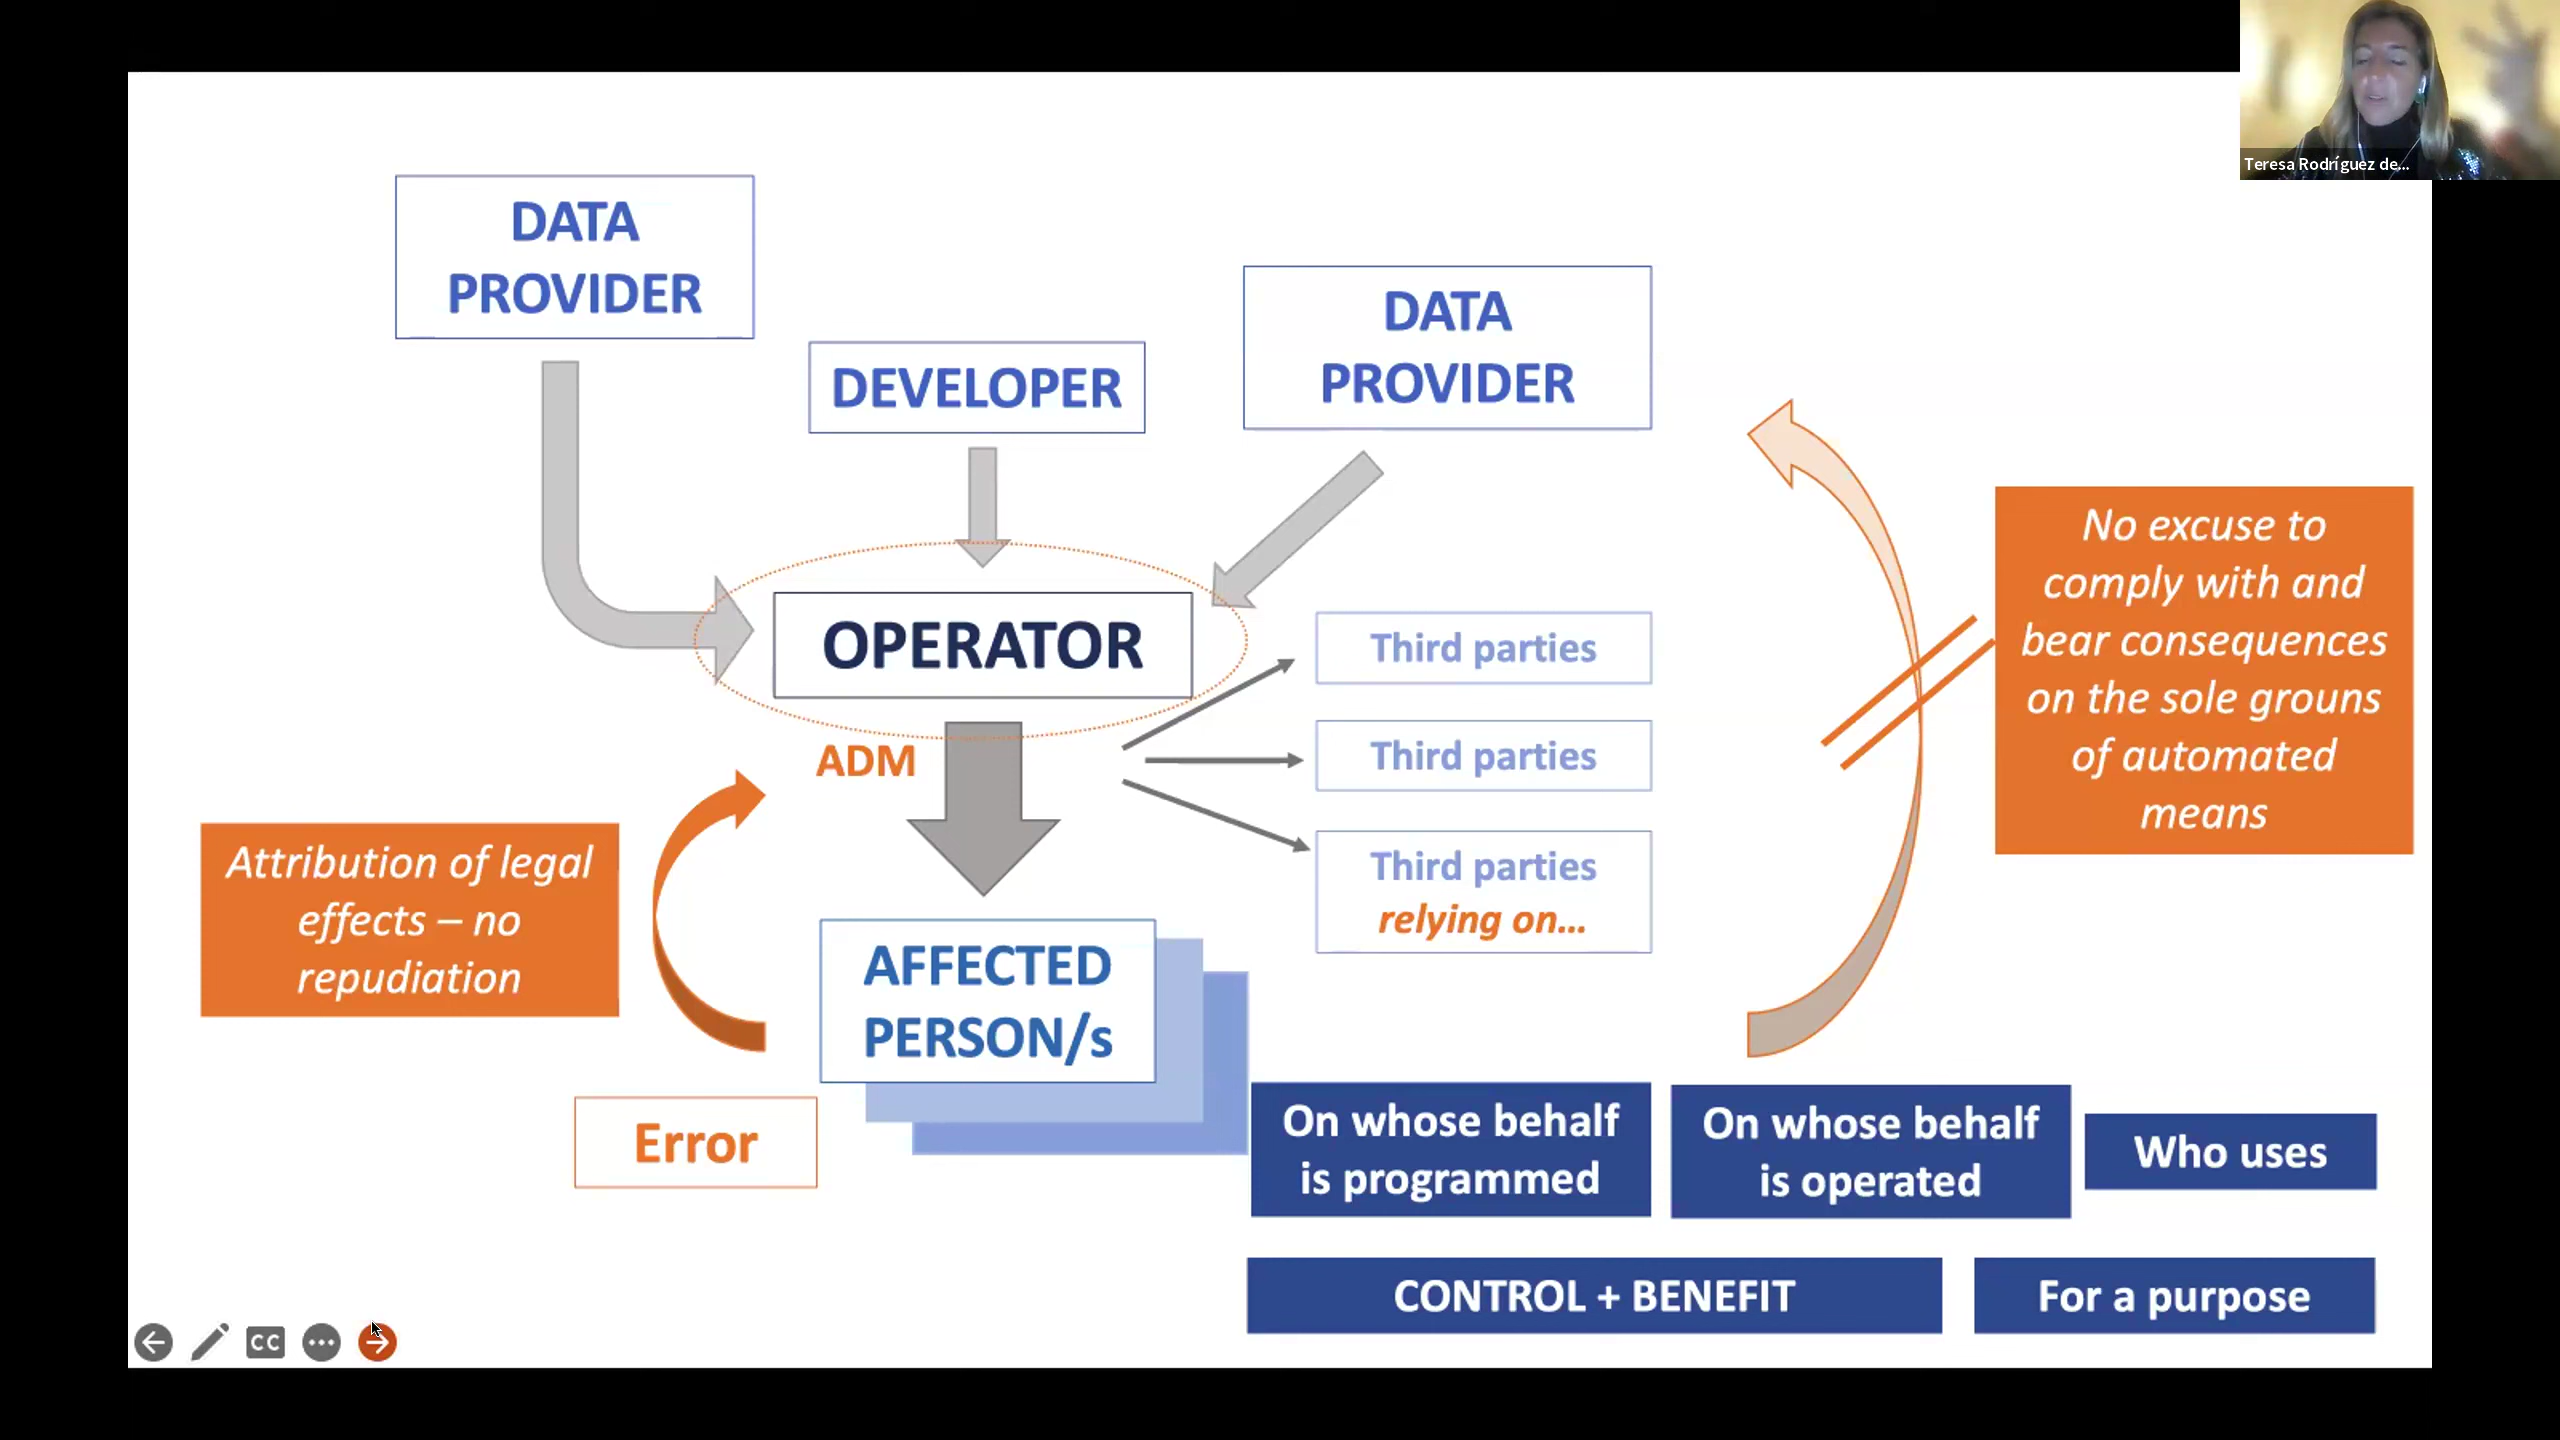 Teresa Rodríguez de...
DATA
PROVIDER
DEVELOPER
DATA
PROVIDER
OPERATOR
ADM
Third parties
Third parties
Third parties
relying on...
No excuse to
comply with and
bear consequences
on the sole grouns
of automated
means
Attribution of legal
effects – no
repudiation
AFFECTED
PERSON/s
Error
On whose behalf
is programmed
On whose behalf
is operated
Who uses
CONTROL + BENEFIT
For a purpose
CC